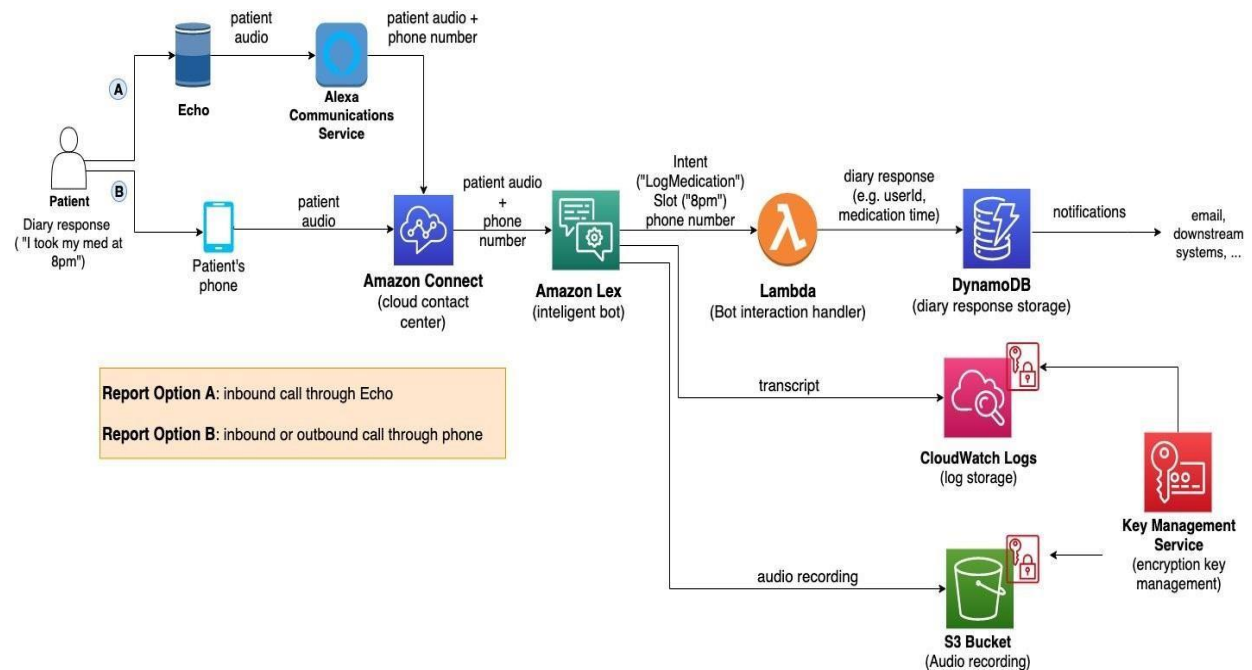 patient
audio
patient audio +
phone number
A
Echo
Alexa
Communications
Service
B
Patient
Diary response
( "I took my med at
8pm")
patient
audio
Patient's
phone
Amazon Connect
(cloud contact
center)
patient audio
+
phone
number
Amazon Lex
(inteligent bot)
Intent
("LogMedication")
Slot ("8pm")
phone number
Lambda
(Bot interaction handler)
diary response
(e.g. userId,
medication time)
DynamoDB
(diary response storage)
notifications
email,
downstream
systems, ...
Report Option A: inbound call through Echo
Report Option B: inbound or outbound call through phone
transcript
CloudWatch Logs
(log storage)
Key Management
Service
(encryption key
management)
audio recording
S3 Bucket
(Audio recording)